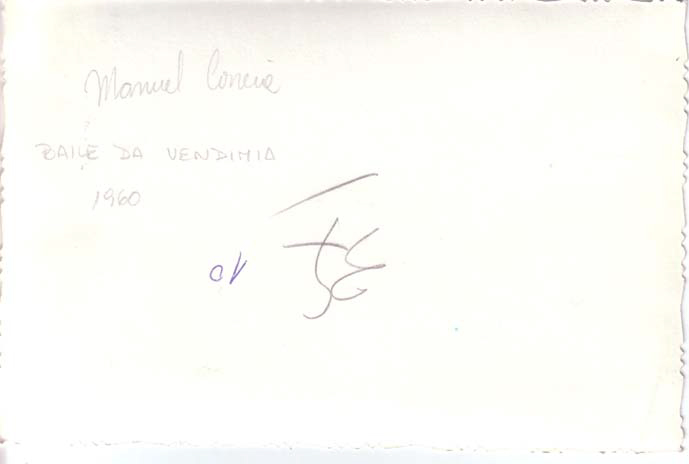 Manuel Correia
BAILE DA VENDIMIA
1960